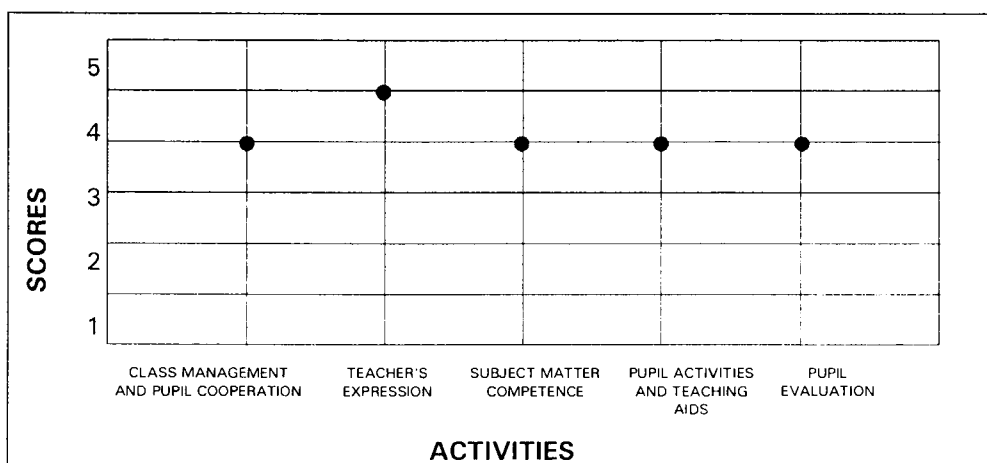 5
4
3
2
1
SCORES
CLASS MANAGEMENT
AND PUPIL COOPERATION
TEACHER'S
EXPRESSION
SUBJECT MATTER
COMPETENCE
PUPIL ACTIVITIES
AND TEACHING
AIDS
PUPIL
EVALUATION
ACTIVITIES